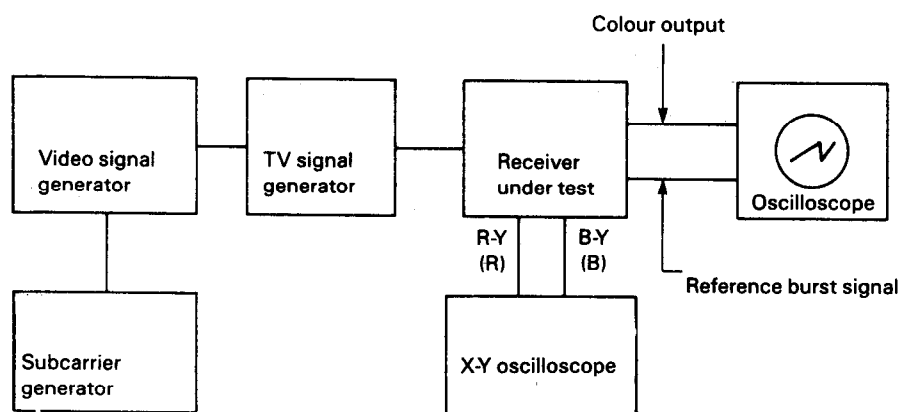 Colour output
Video signal
generator
TV signal
generator
Receiver
under test
Oscilloscope
R-Y
(R)
B-Y
(B)
Reference burst signal
Subcarrier
generator
X-Y oscilloscope